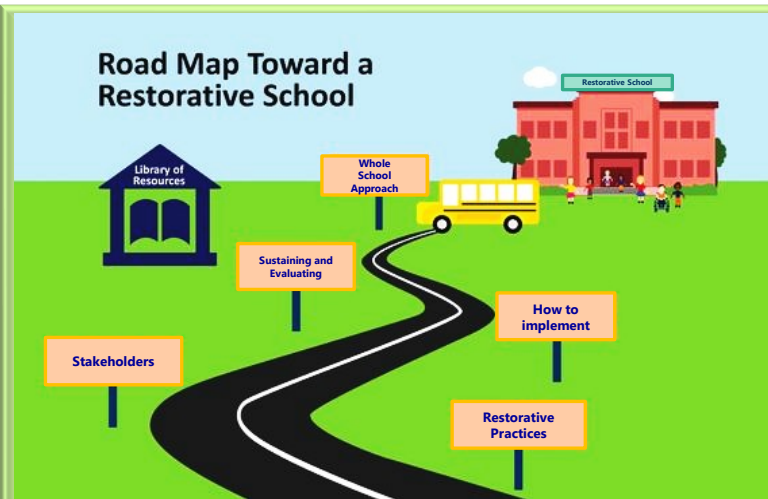 Road Map Toward a
Restorative School
Restorative School
Library of
Resources
Whole
School
Approach
Sustaining and
Evaluating
How to
implement
Stakeholders
Restorative
Practices